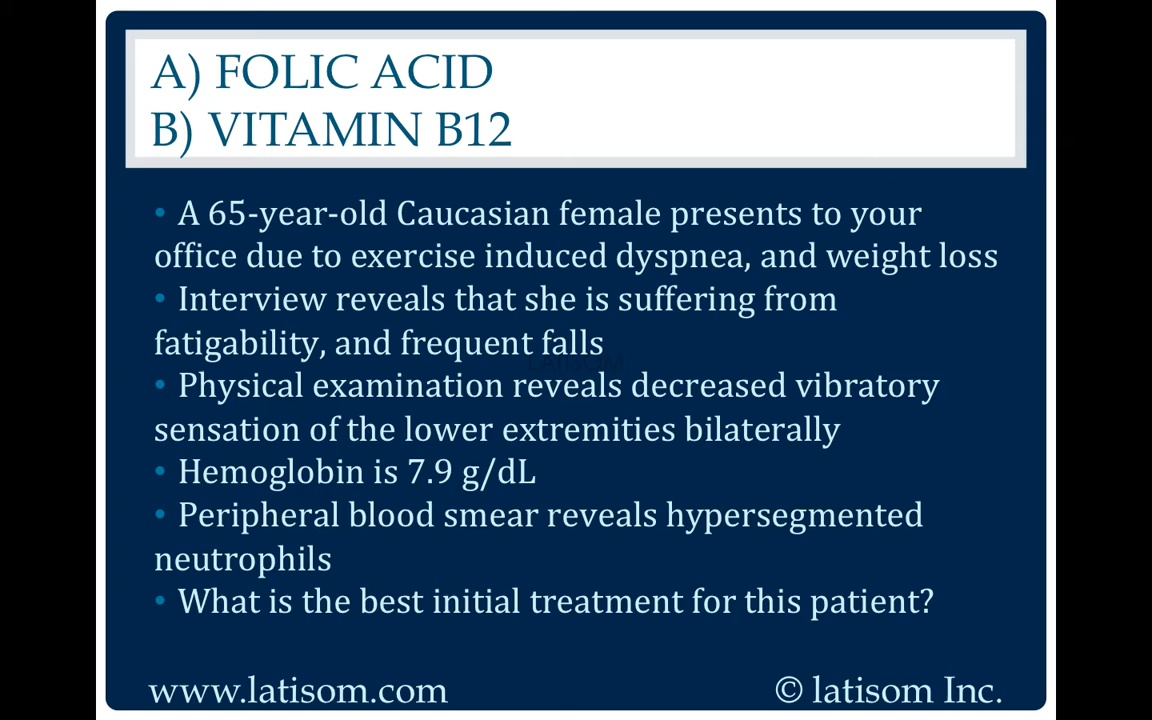 A) FOLIC ACID
B) VITAMIN B12
• A 65-year-old Caucasian female presents to your
office due to exercise induced dyspnea, and weight loss
• Interview reveals that she is suffering from
fatigability, and frequent falls
LATISOM
• Physical examination reveals decreased vibratory
sensation of the lower extremities bilaterally
• Hemoglobin is 7.9 g/dL
• Peripheral blood smear reveals hypersegmented
neutrophils
• What is the best initial treatment for this patient?
www.latisom.com
© latisom Inc.